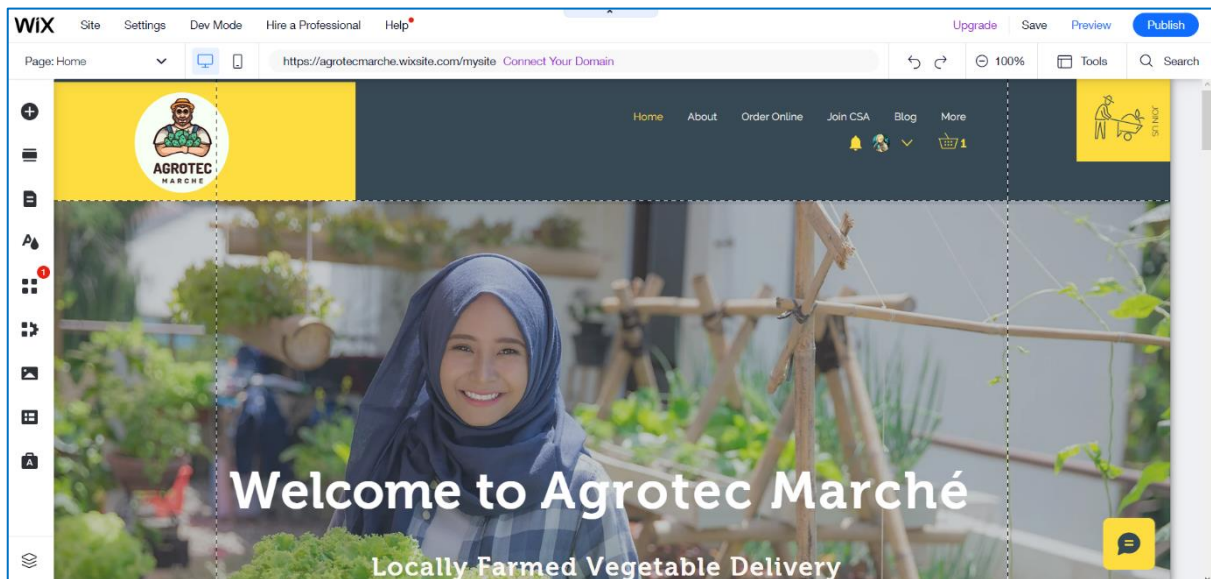 WiX Site Settings Dev Mode Hire a Professional Help Upgrade Save Preview Publish
Page: Home https://agrotecmarche.wixsite.com/mysite Connect Your Domain 100% Tools Search
Home About Order Online Join CSA Blog More
1
JOIN US
AGROTEC
MARCHE
1
A
Welcome to Agrotec Marché
Locally Farmed Vegetable Delivery